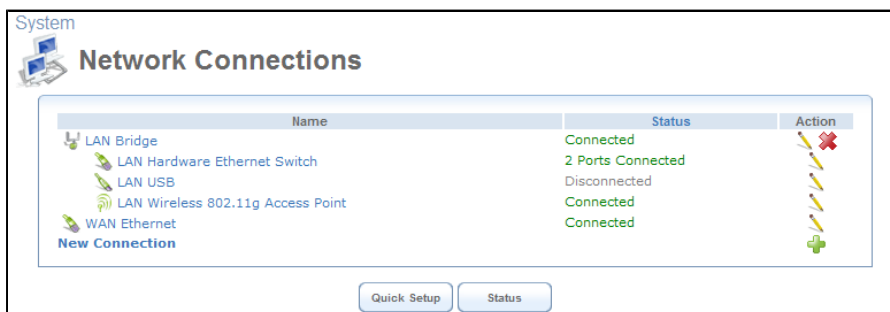 System
Network Connections
Name Status Action
LAN Bridge Connected
LAN Hardware Ethernet Switch 2 Ports Connected
LAN USB Disconnected
LAN Wireless 802.11g Access Point Connected
WAN Ethernet Connected
New Connection
Quick Setup Status